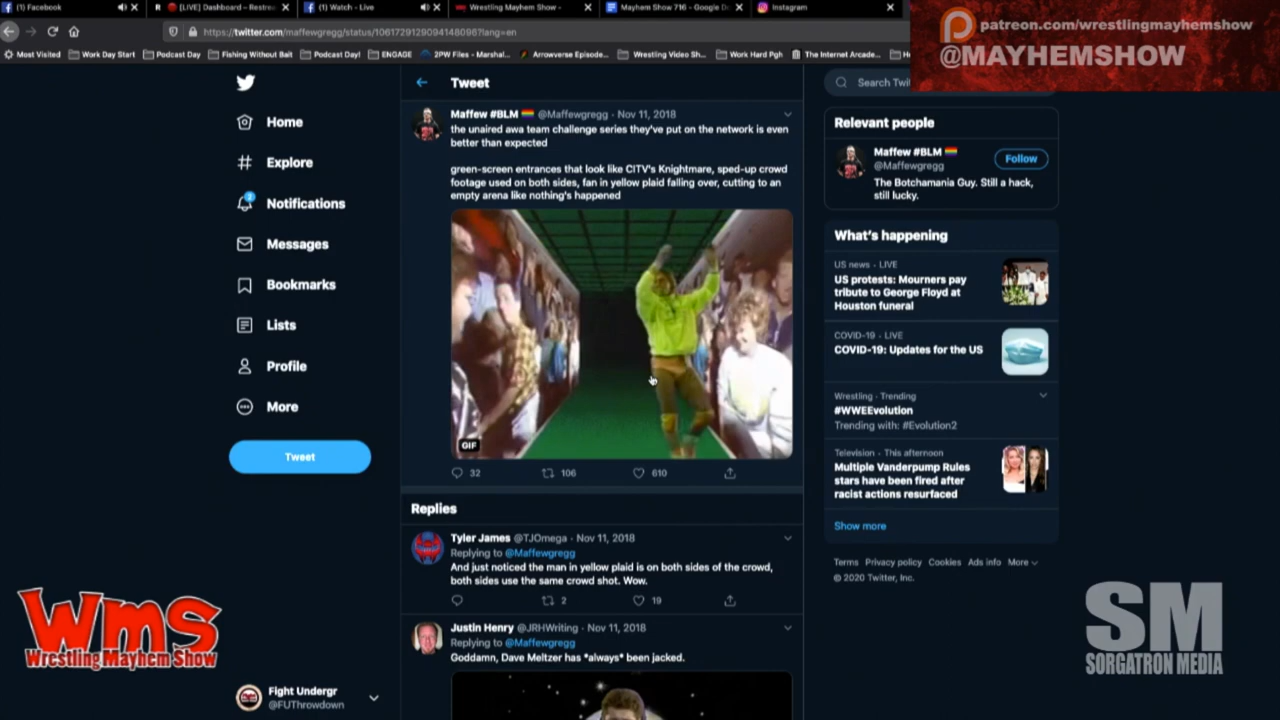 (1) Facebook
[LIVE] Dashboard – Restre
(1) Watch - Live
Wrestling Mayhem Show -
Mayhem Show 716 - Google D
Instagram
https://twitter.com/maffewgregg/status/1061729129094148096?lang=en
Most Visited
Work Day Start
Podcast Day
Fishing Without Bait
Podcast Day!
ENGAGE
2PW Files - Marshal...
Arrowverse Episode...
Wrestling Video Sh...
Work Hard Pgh
The Internet Arcade...
patreon.com/wrestlingmayhemshow
@MAYHEMSHOW
Home
Explore
2
Notifications
Messages
Bookmarks
Lists
Profile
More
Tweet
Fight Undergr
@FUThrowdown
Tweet
Maffew #BLM @Maffewgregg · Nov 11, 2018
the unaired awa team challenge series they've put on the network is even
better than expected
green-screen entrances that look like CiTV's Knightmare, sped-up crowd
footage used on both sides, fan in yellow plaid falling over, cutting to an
empty arena like nothing's happened
GIF
32 106 610
Replies
Tyler James @TJOmega · Nov 11, 2018
Replying to @Maffewgregg
And just noticed the man in yellow plaid is on both sides of the crowd,
both sides use the same crowd shot. Wow.
2 19
Justin Henry @JRHWriting · Nov 11, 2018
Replying to @Maffewgregg
Goddamn, Dave Meltzer has *always* been jacked.
Search Twi
Relevant people
Maffew #BLM
@Maffewgregg
Follow
The Botchamania Guy. Still a hack,
still lucky.
What's happening
US news · LIVE
US protests: Mourners pay
tribute to George Floyd at
Houston funeral
COVID-19 · LIVE
COVID-19: Updates for the US
Wrestling · Trending
#WWEEvolution
Trending with: #Evolution2
Television · This afternoon
Multiple Vanderpump Rules
stars have been fired after
racist actions resurfaced
Show more
Terms Privacy policy Cookies Ads info More
© 2020 Twitter, Inc.
Wms
Wrestling Mayhem Show
SM
SORGATRON MEDIA